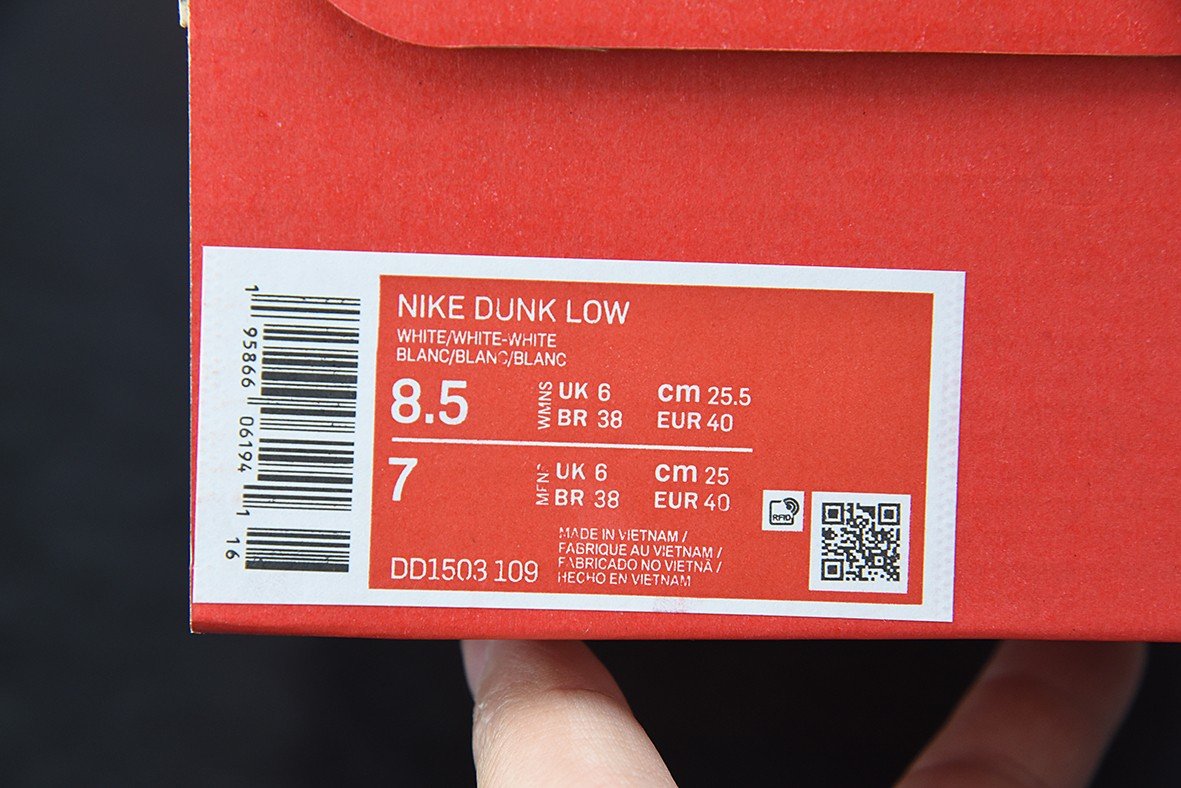 1
95866
06194
1
16
NIKE DUNK LOW
WHITE/WHITE-WHITE
BLANC/BLANC/BLANC
8.5 WMNS UK 6 cm 25.5
BR 38 EUR 40
7 MENS UK 6 cm 25
BR 38 EUR 40
RFID
MADE IN VIETNAM /
FABRIQUE AU VIETNAM /
FABRICADO NO VIETNÃ /
HECHO EN VIETNAM
DD1503 109